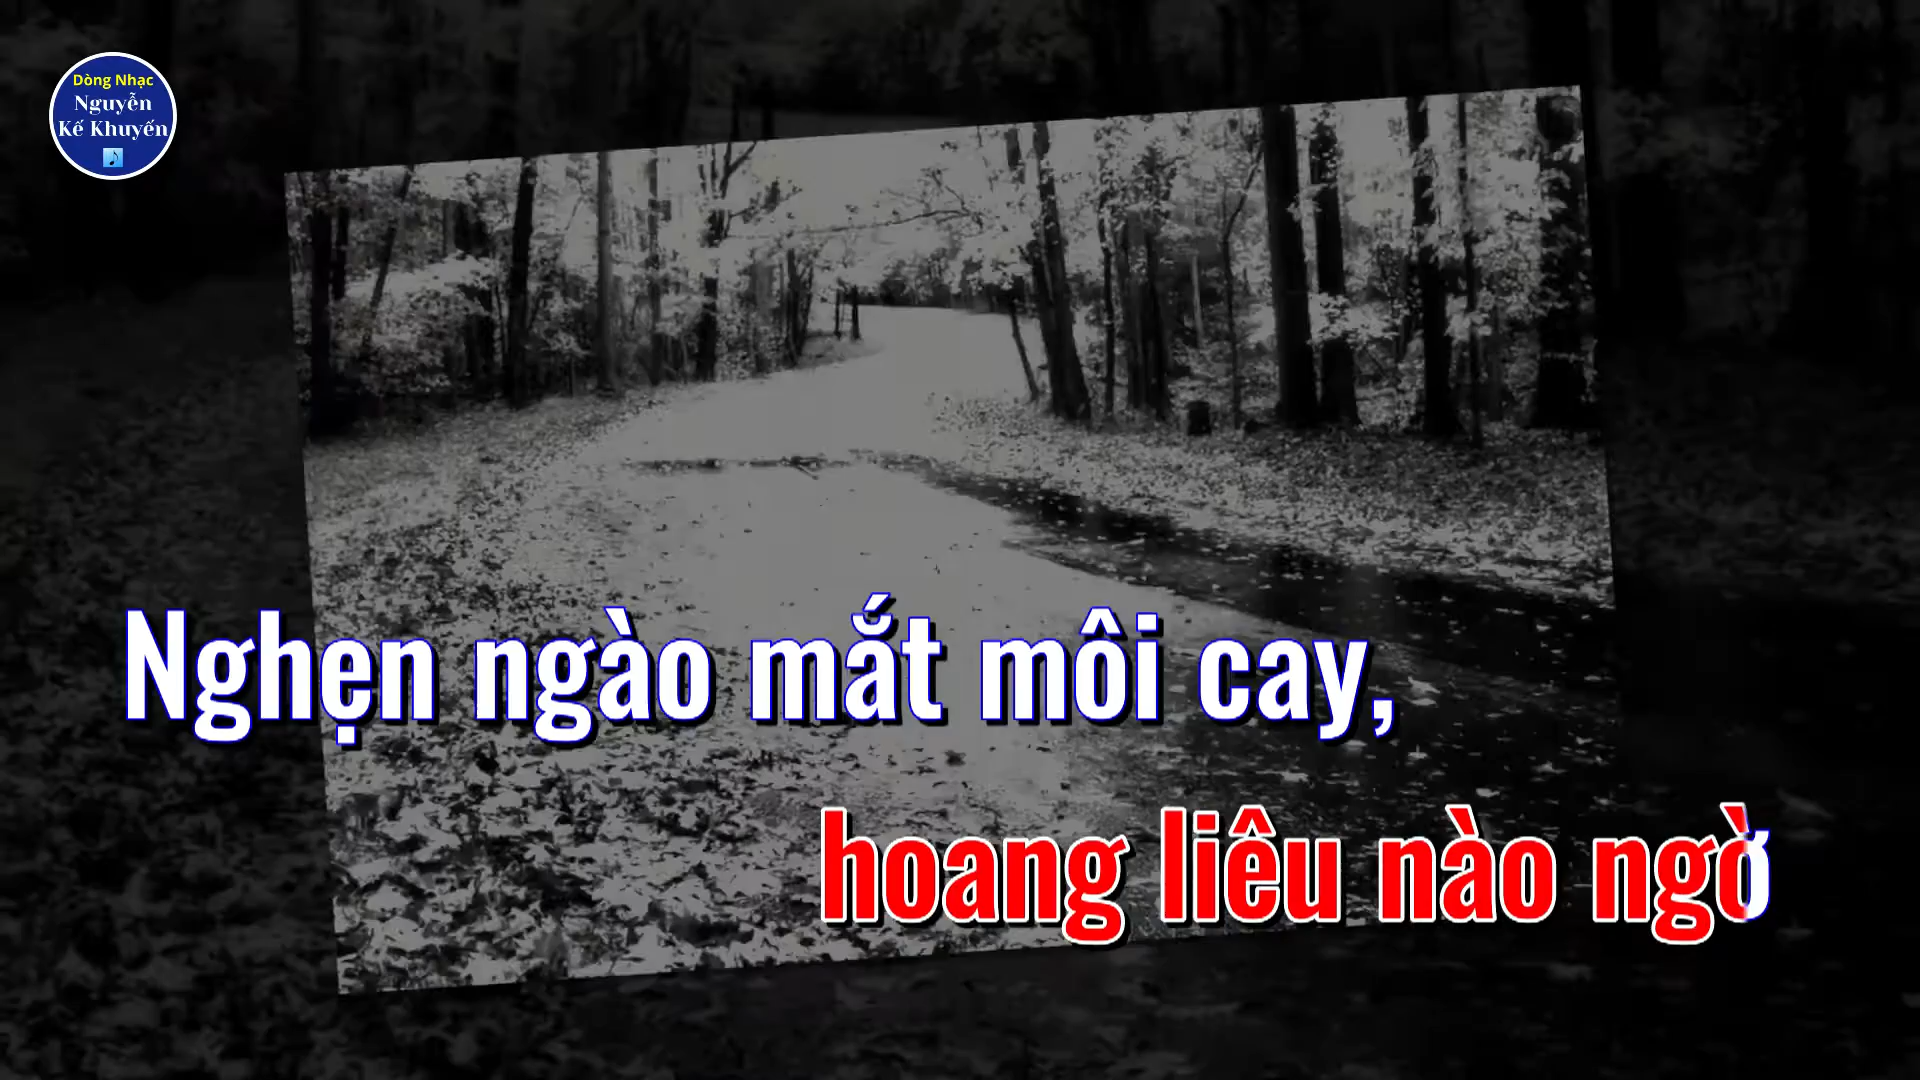 Dòng Nhạc
Nguyễn
Kế Khuyến
Nghẹn ngào mắt môi cay,
hoang liêu nào ngờ